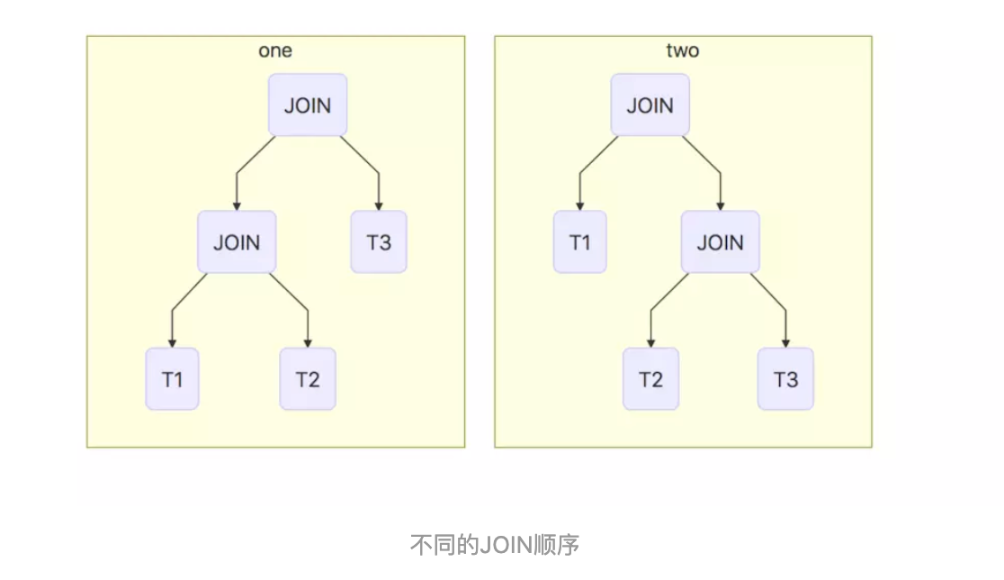 one
JOIN
JOIN
T3
T1
T2
two
JOIN
T1
JOIN
T2
T3
不同的JOIN顺序